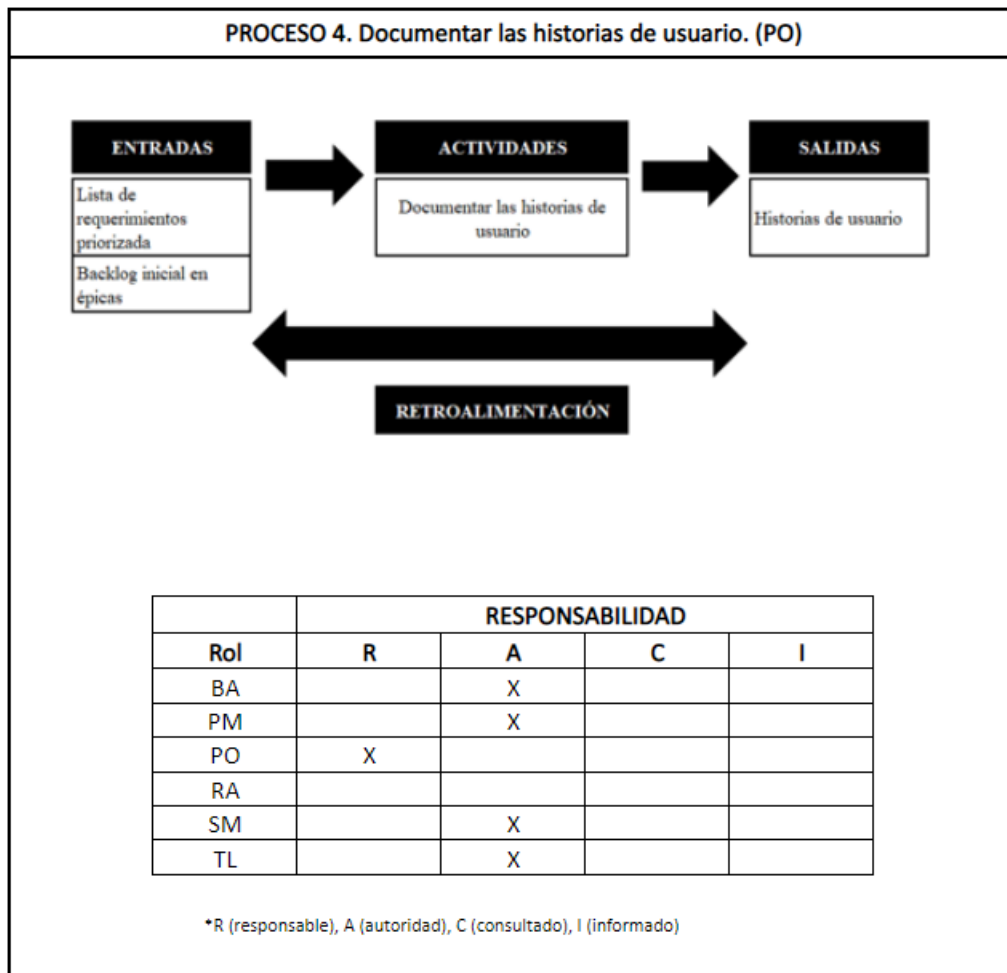 PROCESO 4. Documentar las historias de usuario. (PO)
ENTRADAS
Lista de
requerimientos
priorizada
Backlog inicial en
épicas
ACTIVIDADES
Documentar las historias de
usuario
SALIDAS
Historias de usuario
RETROALIMENTACIÓN
RESPONSABILIDAD
Rol R A C I
BA X
PM X
PO X
RA
SM X
TL X
*R (responsable), A (autoridad), C (consultado), I (informado)